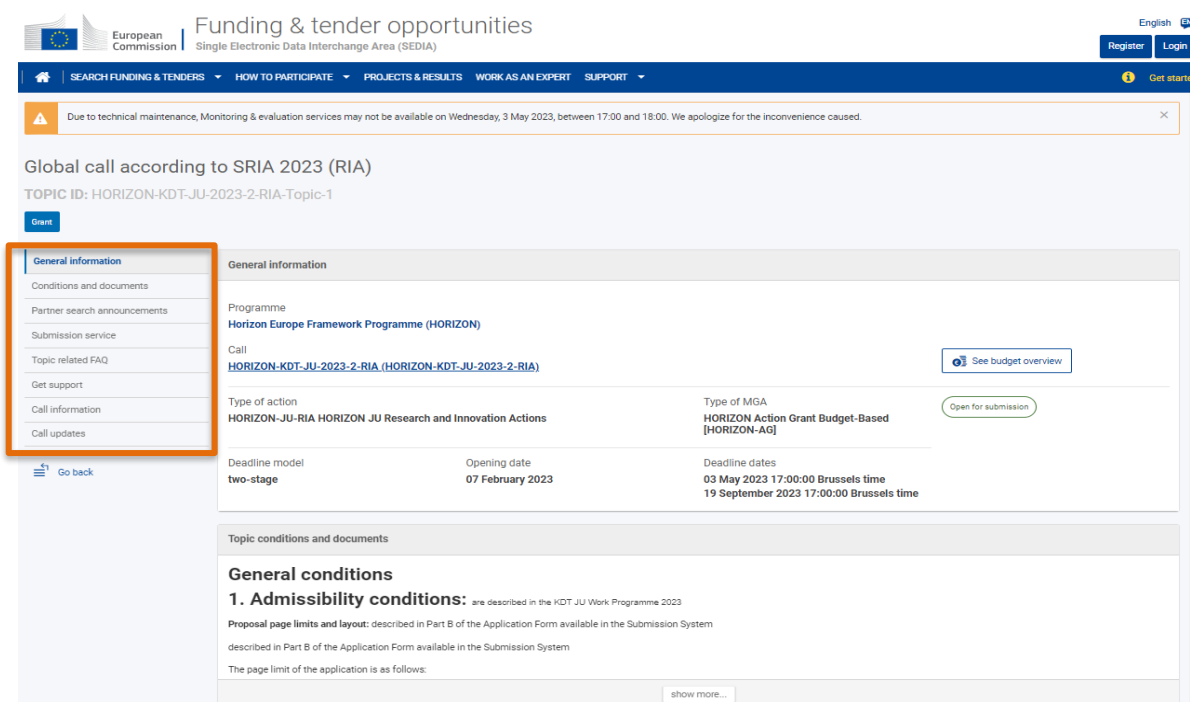 European
Commission
Funding & tender opportunities
Single Electronic Data Interchange Area (SEDIA)
English
Register Login
SEARCH FUNDING & TENDERS HOW TO PARTICIPATE PROJECTS & RESULTS WORK AS AN EXPERT SUPPORT
Due to technical maintenance, Monitoring & evaluation services may not be available on Wednesday, 3 May 2023, between 17:00 and 18:00. We apologize for the inconvenience caused.
Global call according to SRIA 2023 (RIA)
TOPIC ID: HORIZON-KDT-JU-2023-2-RIA-Topic-1
Grant
General information
Conditions and documents
Partner search announcements
Submission service
Topic related FAQ
Get support
Call information
Call updates
Go back
General information
Programme
Horizon Europe Framework Programme (HORIZON)
Call
HORIZON-KDT-JU-2023-2-RIA (HORIZON-KDT-JU-2023-2-RIA)
See budget overview
Type of action
HORIZON-JU-RIA HORIZON JU Research and Innovation Actions
Type of MGA
HORIZON Action Grant Budget-Based
[HORIZON-AG]
Open for submission
Deadline model
two-stage
Opening date
07 February 2023
Deadline dates
03 May 2023 17:00:00 Brussels time
19 September 2023 17:00:00 Brussels time
Topic conditions and documents
General conditions
1. Admissibility conditions: are described in the KDT JU Work Programme 2023
Proposal page limits and layout: described in Part B of the Application Form available in the Submission System
described in Part B of the Application Form available in the Submission System
The page limit of the application is as follows:
show more...